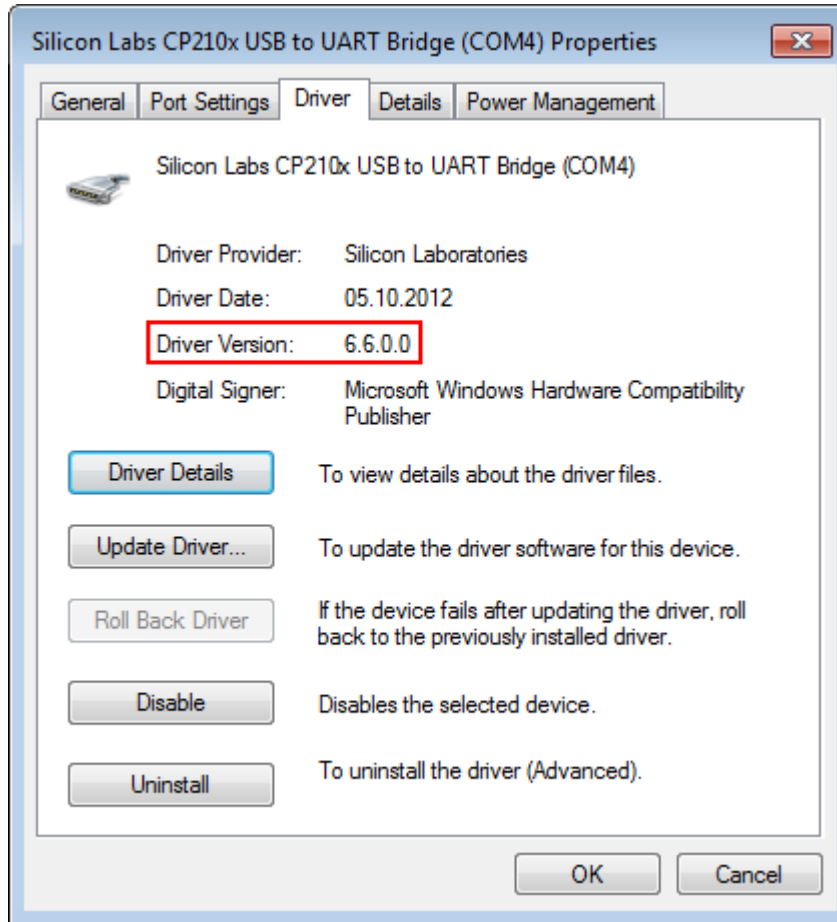 Silicon Labs CP210x USB to UART Bridge (COM4) Properties
General Port Settings Driver Details Power Management
Silicon Labs CP210x USB to UART Bridge (COM4)
Driver Provider: Silicon Laboratories
Driver Date: 05.10.2012
Driver Version: 6.6.0.0
Digital Signer: Microsoft Windows Hardware Compatibility
Publisher
Driver Details To view details about the driver files.
Update Driver... To update the driver software for this device.
Roll Back Driver If the device fails after updating the driver, roll
back to the previously installed driver.
Disable Disables the selected device.
Uninstall To uninstall the driver (Advanced).
OK Cancel